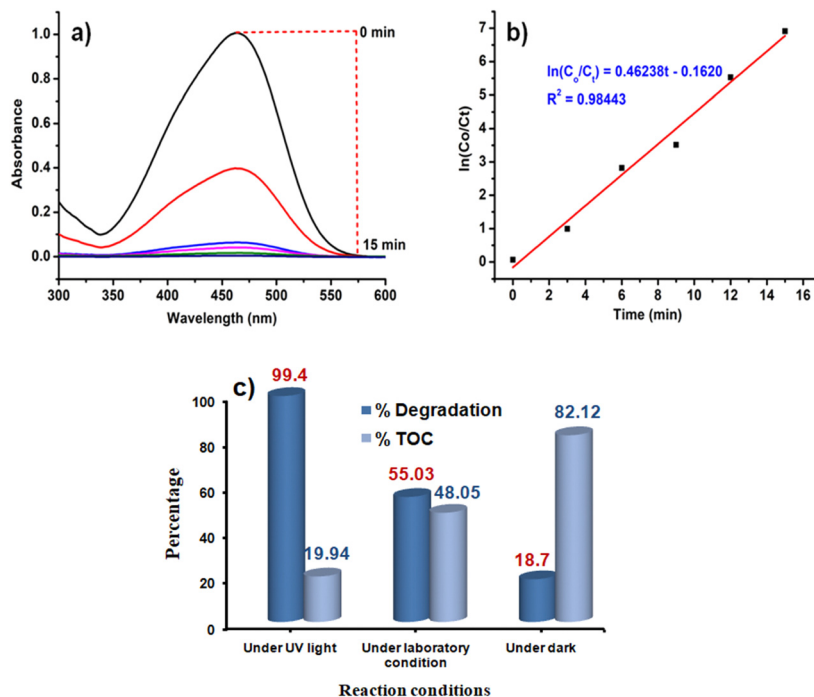 a)
0 min
15 min
Absorbance
1.0
0.8
0.6
0.4
0.2
0.0
300
350
400
450
500
550
600
Wavelength (nm)
b)
ln(Co/Ct) = 0.46238t - 0.1620
R² = 0.98443
ln(Co/Ct)
7
6
5
4
3
2
1
0
-1
0
2
4
6
8
10
12
14
16
Time (min)
c)
% Degradation
% TOC
Percentage
100
80
60
40
20
0
99.4
19.94
55.03
48.05
18.7
82.12
Under UV light
Under laboratory
condition
Under dark
Reaction conditions